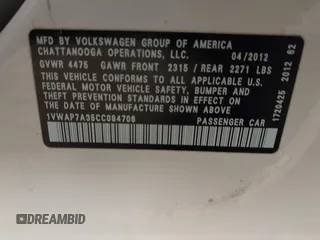 MFD BY VOLKSWAGEN GROUP OF AMERICA
CHATTANOOGA OPERATIONS, LLC. 04/2012
GVWR 4475 GAWR FRONT 2315 / REAR 2271 LBS
THIS VEHICLE CONFORMS TO ALL APPLICABLE U.S.
FEDERAL MOTOR VEHICLE SAFETY, BUMPER AND
THEFT PREVENTION STANDARDS IN EFFECT ON THE
DATE OF MANUFACTURE SHOWN ABOVE
1VWAP7A35CC084706 PASSENGER CAR
1720425 2012 62
DREAMBID